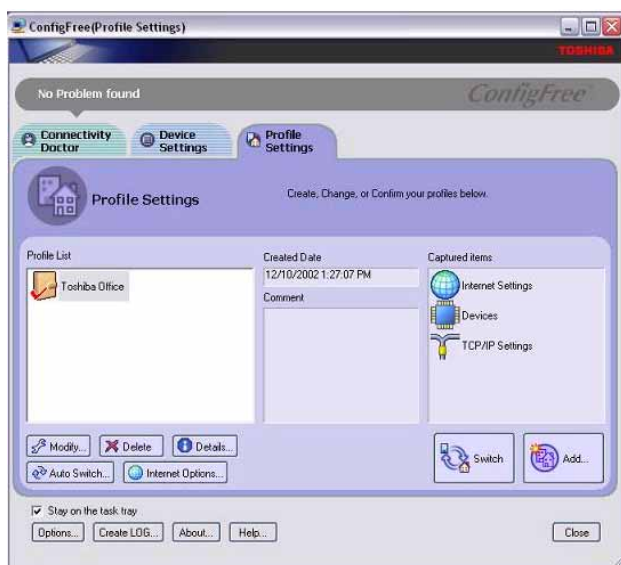 ConfigFree(Profile Settings)
TOSHIBA
No Problem found
ConfigFree
Connectivity Doctor
Device Settings
Profile Settings
Profile Settings
Create, Change, or Confirm your profiles below.
Profile List
Toshiba Office
Created Date
12/10/2002 1:27:07 PM
Comment
Captured items
Internet Settings
Devices
TCP/IP Settings
Modify...
Delete
Details...
Auto Switch...
Internet Options...
Switch
Add...
Stay on the task tray
Options...
Create LOG...
About...
Help...
Close